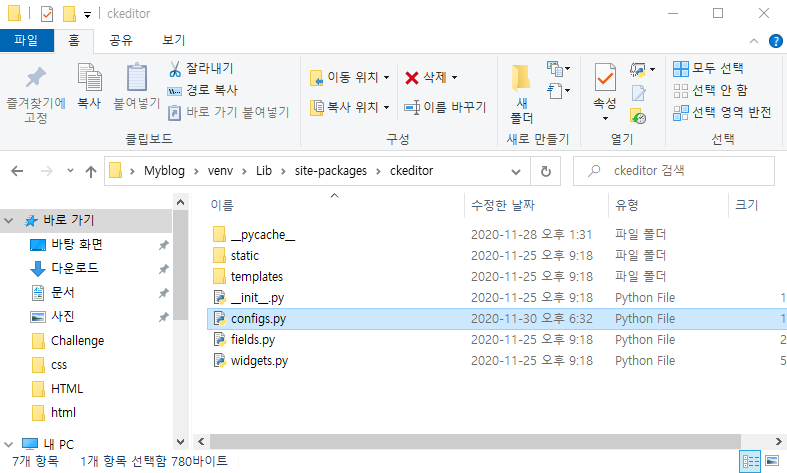 ckeditor
파일 홈 공유 보기
즐겨찾기에 고정
복사
붙여넣기
잘라내기
경로 복사
바로 가기 붙여넣기
클립보드
이동 위치
복사 위치
삭제
이름 바꾸기
구성
새 폴더
새로 만들기
속성
열기
모두 선택
선택 안 함
선택 영역 반전
선택
Myblog > venv > Lib > site-packages > ckeditor
ckeditor 검색
바로 가기
바탕 화면
다운로드
문서
사진
Challenge
css
HTML
html
내 PC
이름 수정한 날짜 유형 크기
__pycache__ 2020-11-28 오후 1:31 파일 폴더
static 2020-11-25 오후 9:18 파일 폴더
templates 2020-11-25 오후 9:18 파일 폴더
__init__.py 2020-11-25 오후 9:18 Python File 1
configs.py 2020-11-30 오후 6:32 Python File 1
fields.py 2020-11-25 오후 9:18 Python File 2
widgets.py 2020-11-25 오후 9:18 Python File 5
7개 항목 1개 항목 선택함 780바이트